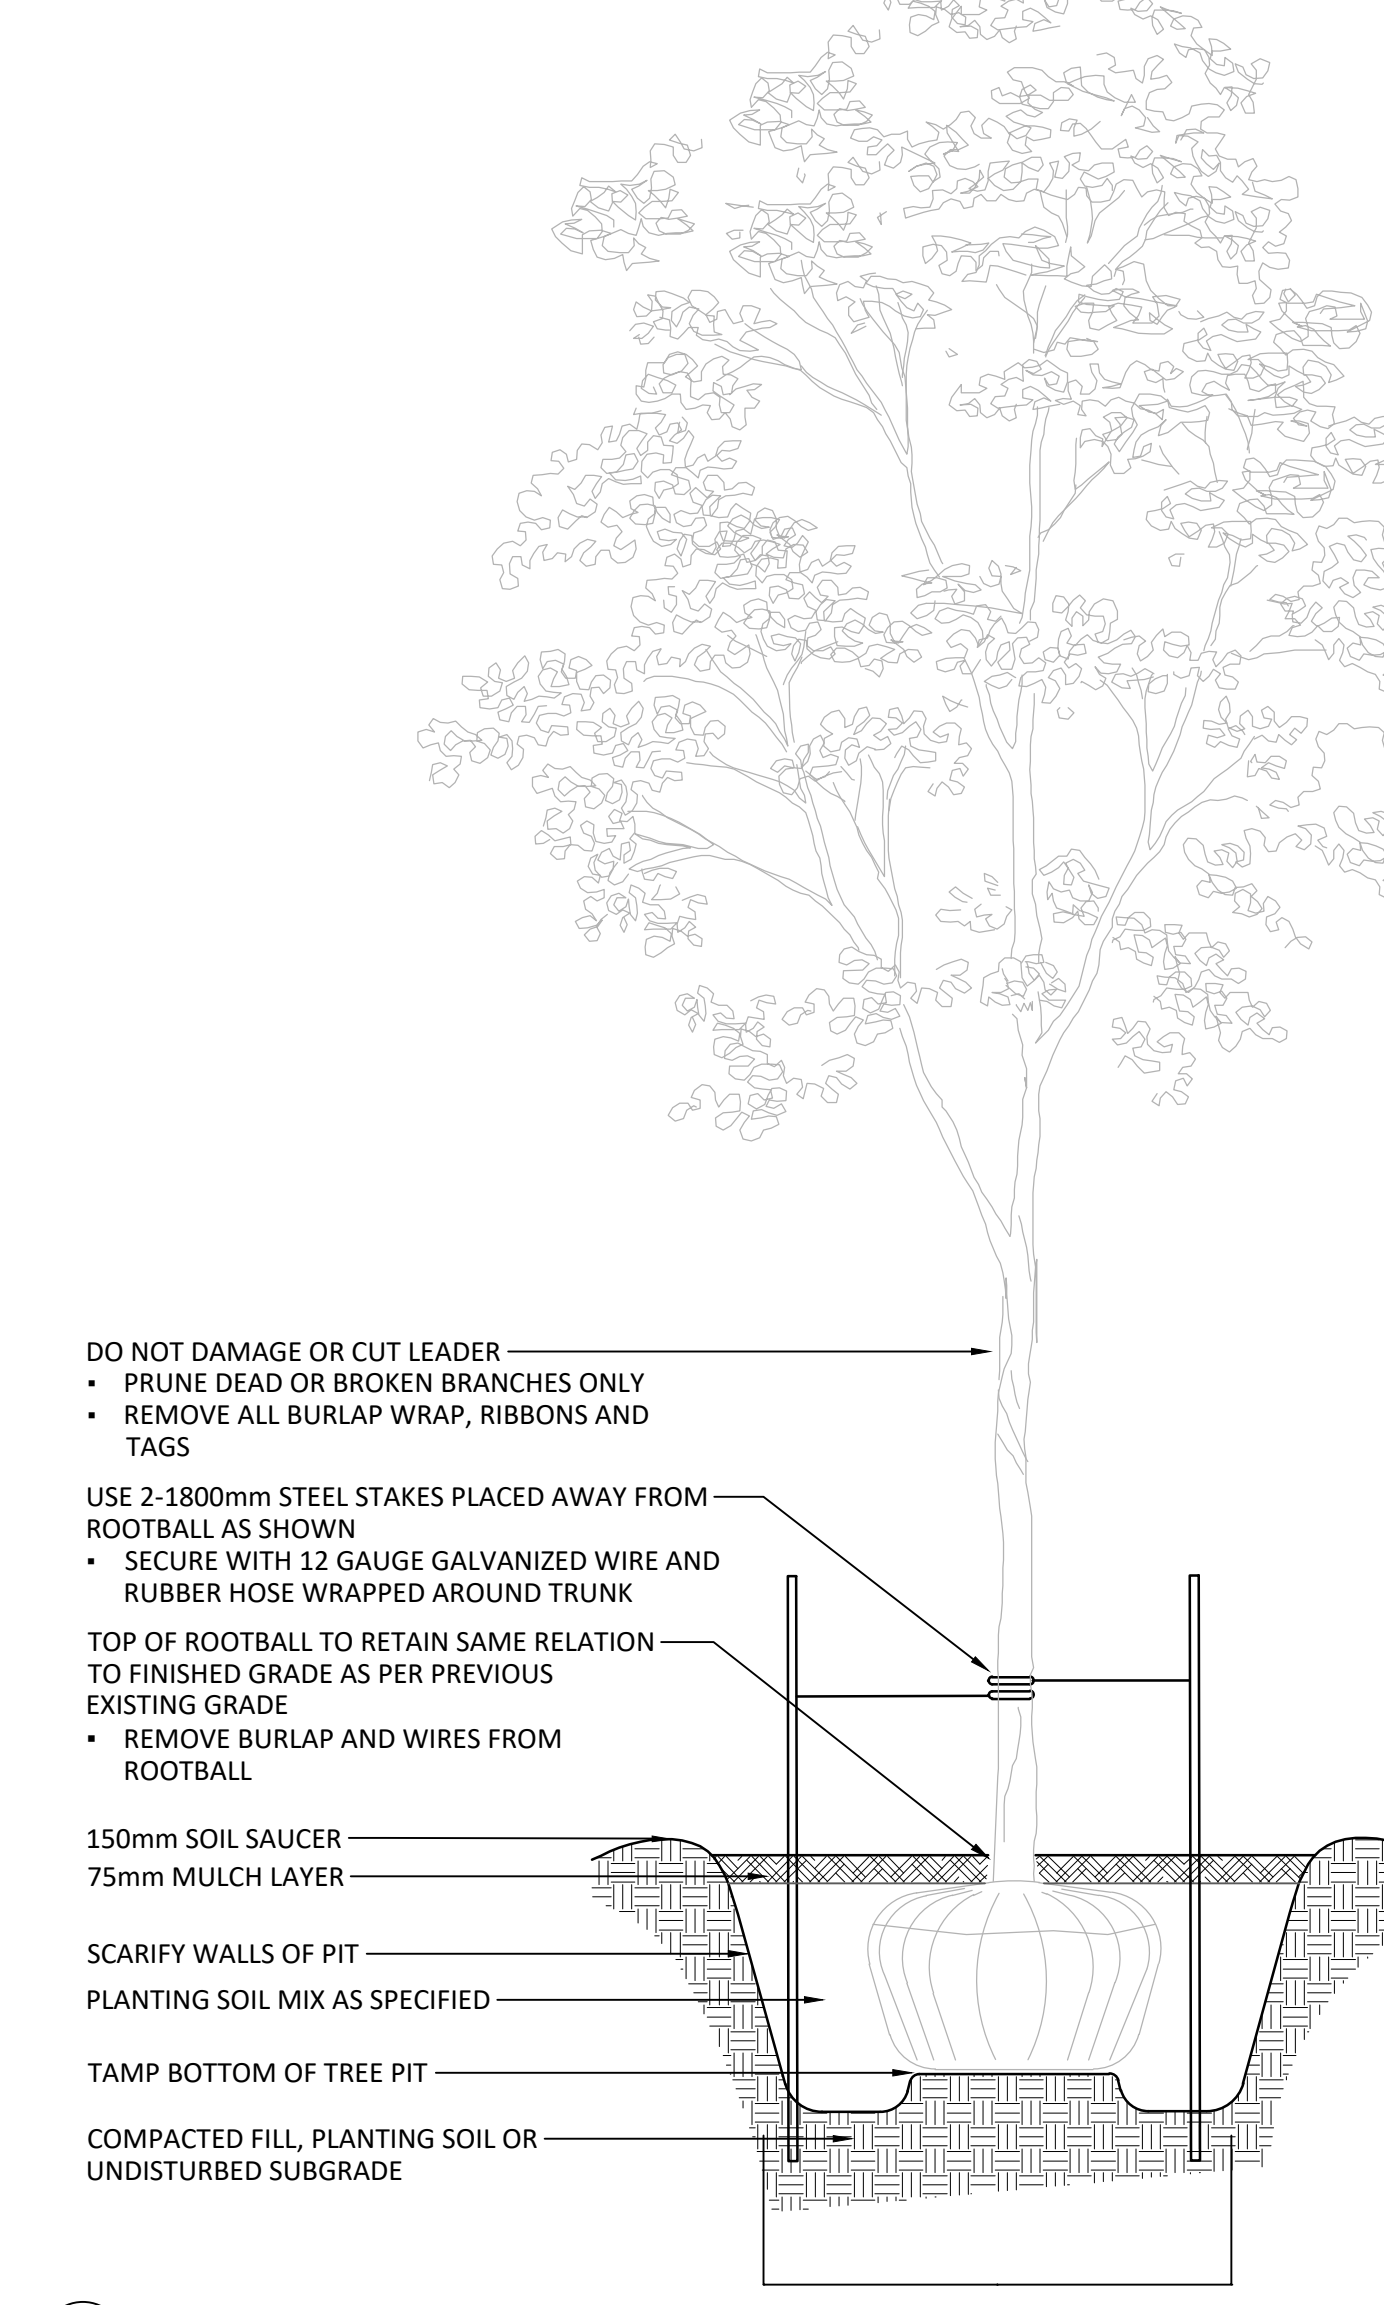 DO NOT DAMAGE OR CUT LEADER
▪ PRUNE DEAD OR BROKEN BRANCHES ONLY
▪ REMOVE ALL BURLAP WRAP, RIBBONS AND
TAGS
USE 2-1800mm STEEL STAKES PLACED AWAY FROM
ROOTBALL AS SHOWN
▪ SECURE WITH 12 GAUGE GALVANIZED WIRE AND
RUBBER HOSE WRAPPED AROUND TRUNK
TOP OF ROOTBALL TO RETAIN SAME RELATION
TO FINISHED GRADE AS PER PREVIOUS
EXISTING GRADE
▪ REMOVE BURLAP AND WIRES FROM
ROOTBALL
150mm SOIL SAUCER
75mm MULCH LAYER
SCARIFY WALLS OF PIT
PLANTING SOIL MIX AS SPECIFIED
TAMP BOTTOM OF TREE PIT
COMPACTED FILL, PLANTING SOIL OR
UNDISTURBED SUBGRADE